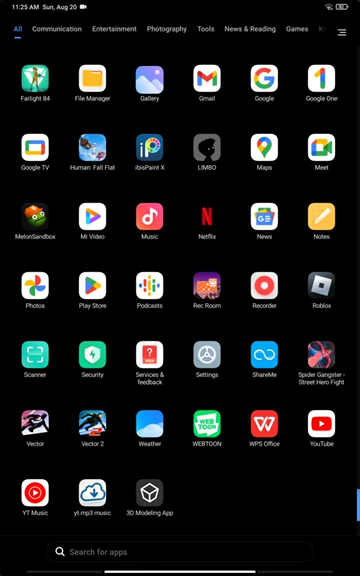 11:25 AM Sun, Aug 20
All Communication Entertainment Photography Tools News & Reading Games
Farlight 84 File Manager Gallery Gmail Google Google One
Google TV Human: Fall Flat ibisPaint X LIMBO Maps Meet
MelonSandbox Mi Video Music Netflix News Notes
Photos Play Store Podcasts Rec Room Recorder Roblox
Scanner Security Services & feedback Settings ShareMe Spider Gangster - Street Hero Fight
Vector Vector 2 Weather WEBTOON WPS Office YouTube
YT Music yt.mp3 music 3D Modeling App
Search for apps